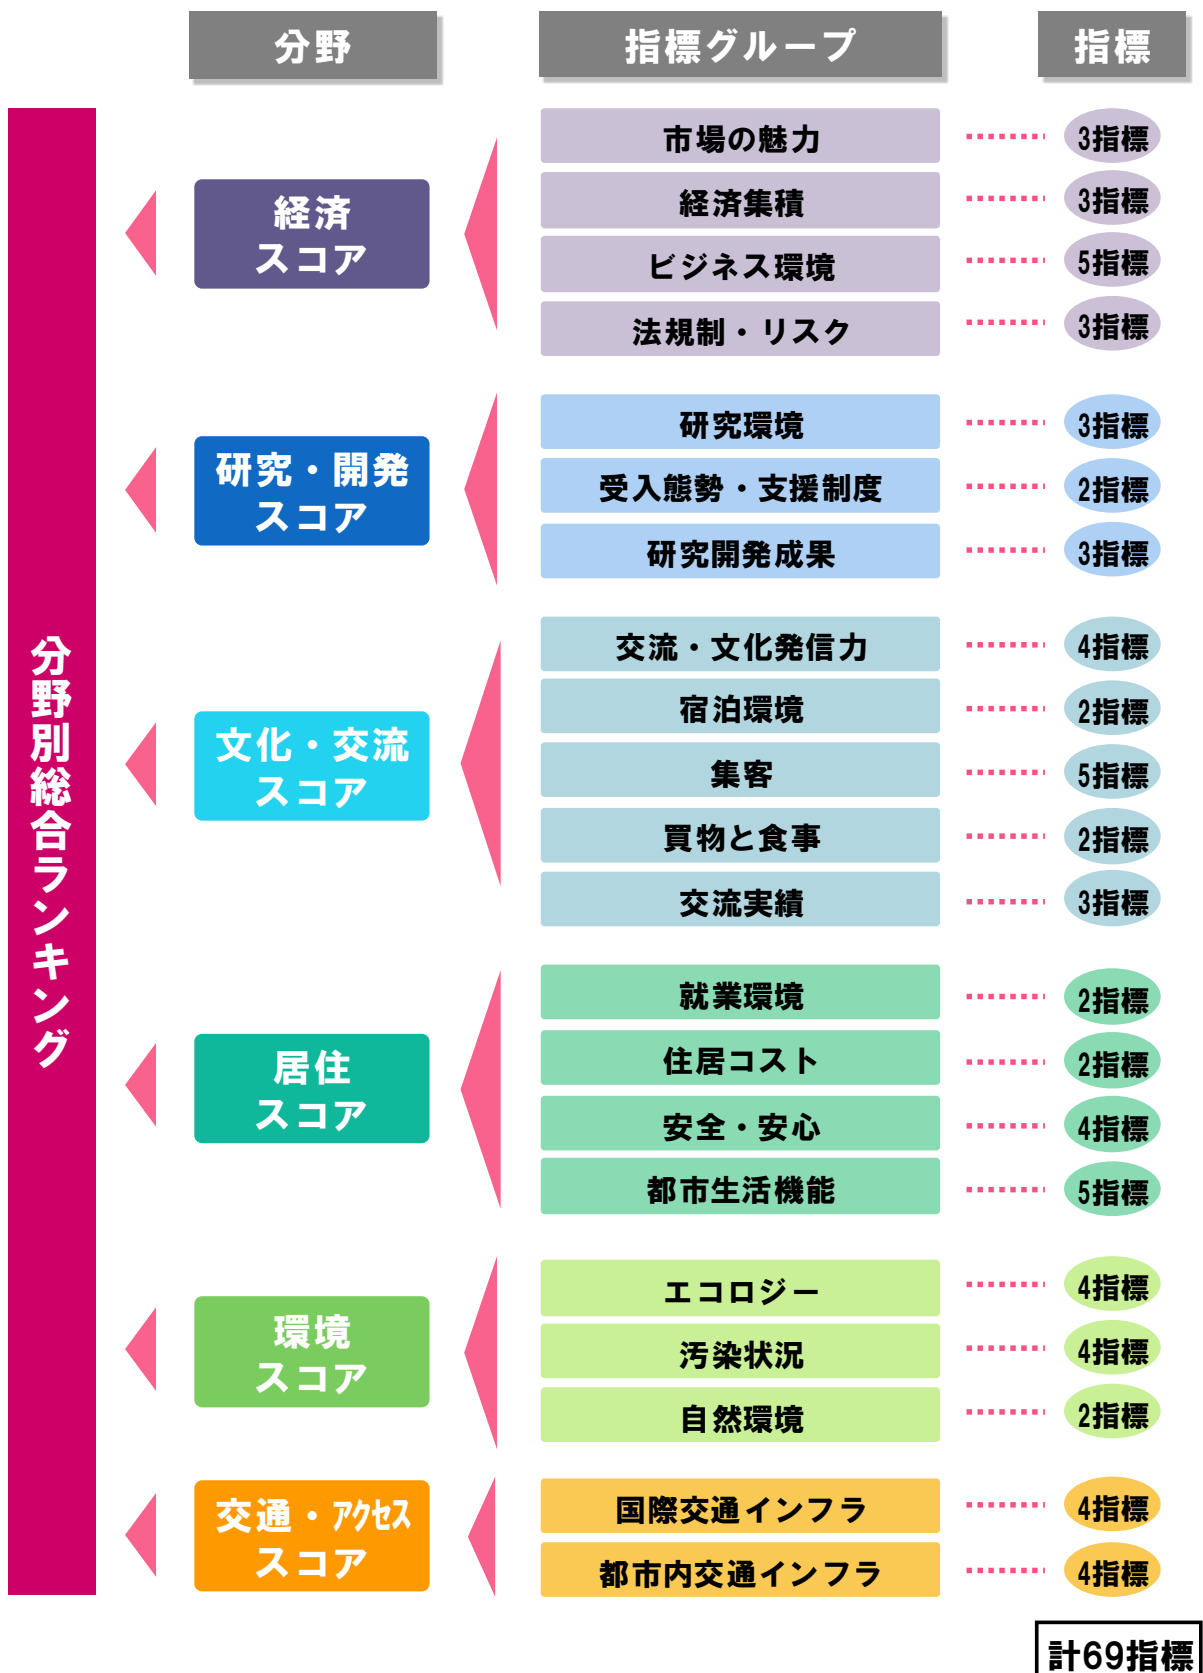 分野
指標グループ
指標
分野別総合ランキング
経済
スコア
市場の魅力
3指標
経済集積
3指標
ビジネス環境
5指標
法規制・リスク
3指標
研究・開発
スコア
研究環境
3指標
受入態勢・支援制度
2指標
研究開発成果
3指標
文化・交流
スコア
交流・文化発信力
4指標
宿泊環境
2指標
集客
5指標
買物と食事
2指標
交流実績
3指標
居住
スコア
就業環境
2指標
住居コスト
2指標
安全・安心
4指標
都市生活機能
5指標
環境
スコア
エコロジー
4指標
汚染状況
4指標
自然環境
2指標
交通・アクセス
スコア
国際交通インフラ
4指標
都市内交通インフラ
4指標
計69指標